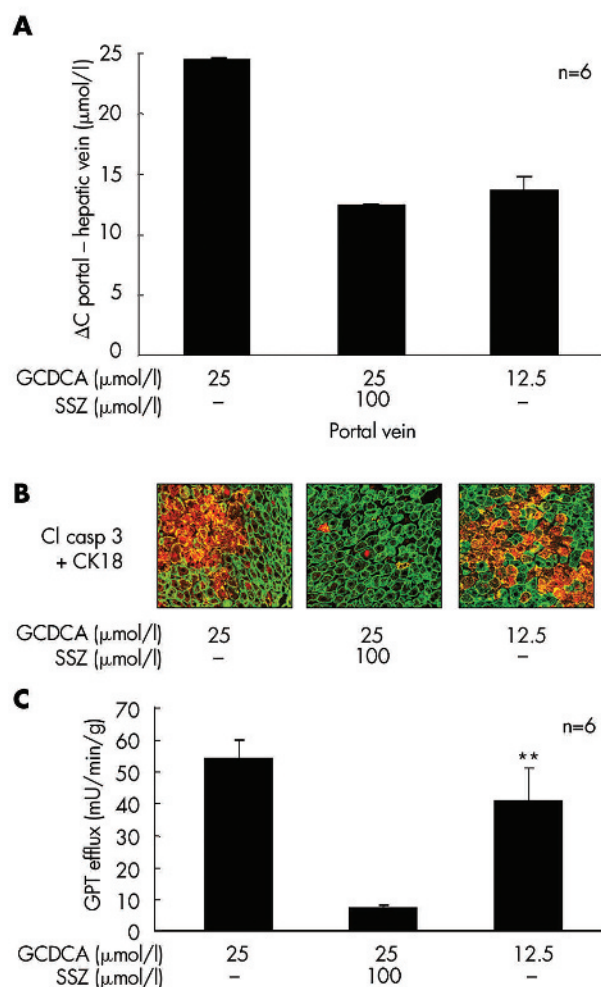 A
ΔC portal – hepatic vein (μmol/l)
25
20
15
10
5
0
n=6
GCDCA (μmol/l) 25 25 12.5
SSZ (μmol/l) – 100 –
Portal vein
B
Cl casp 3
+ CK18
GCDCA (μmol/l) 25 25 12.5
SSZ (μmol/l) – 100 –
C
GPT efflux (mU/min/g)
70
60
50
40
30
20
10
0
n=6
**
GCDCA (μmol/l) 25 25 12.5
SSZ (μmol/l) – 100 –